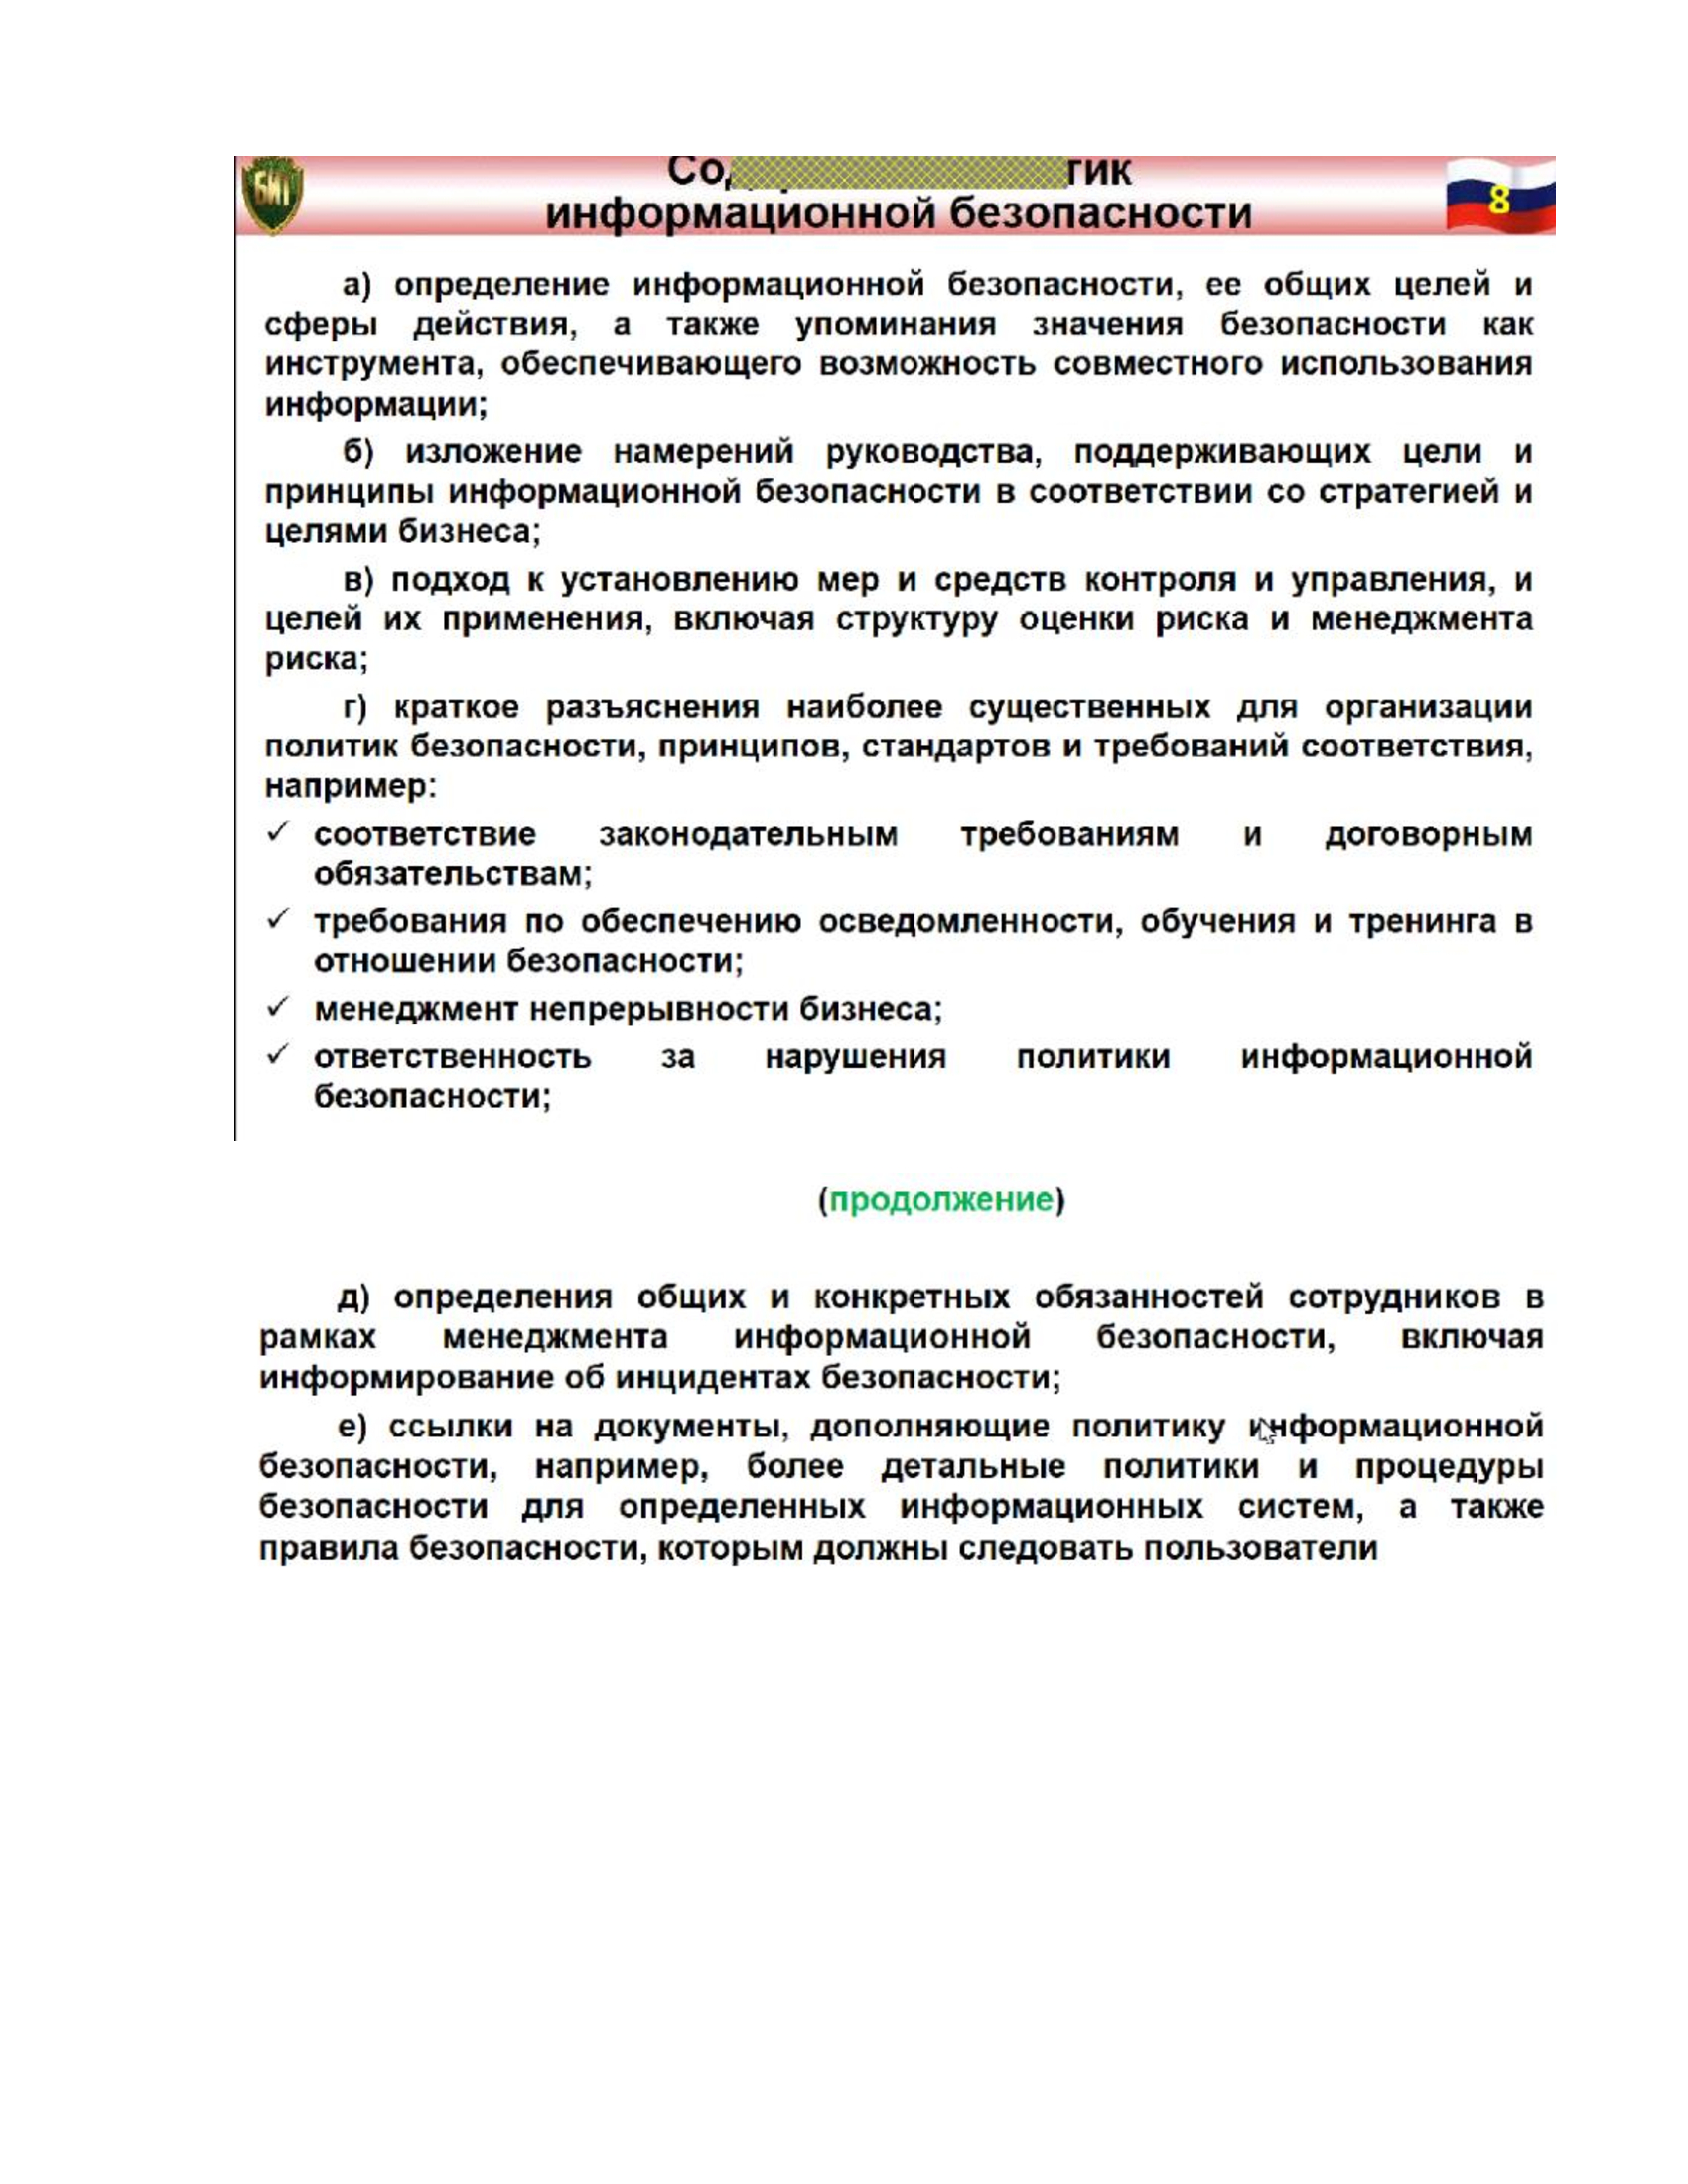 БИТ
информационной безопасности
8
а) определение информационной безопасности, ее общих целей и
сферы действия, а также упоминания значения безопасности как
инструмента, обеспечивающего возможность совместного использования
информации;
б) изложение намерений руководства, поддерживающих цели и
принципы информационной безопасности в соответствии со стратегией и
целями бизнеса;
в) подход к установлению мер и средств контроля и управления, и
целей их применения, включая структуру оценки риска и менеджмента
риска;
г) краткое разъяснения наиболее существенных для организации
политик безопасности, принципов, стандартов и требований соответствия,
например:
✓ соответствие законодательным требованиям и договорным
обязательствам;
✓ требования по обеспечению осведомленности, обучения и тренинга в
отношении безопасности;
✓ менеджмент непрерывности бизнеса;
✓ ответственность за нарушения политики информационной
безопасности;
(продолжение)
д) определения общих и конкретных обязанностей сотрудников в
рамках менеджмента информационной безопасности, включая
информирование об инцидентах безопасности;
е) ссылки на документы, дополняющие политику информационной
безопасности, например, более детальные политики и процедуры
безопасности для определенных информационных систем, а также
правила безопасности, которым должны следовать пользователи